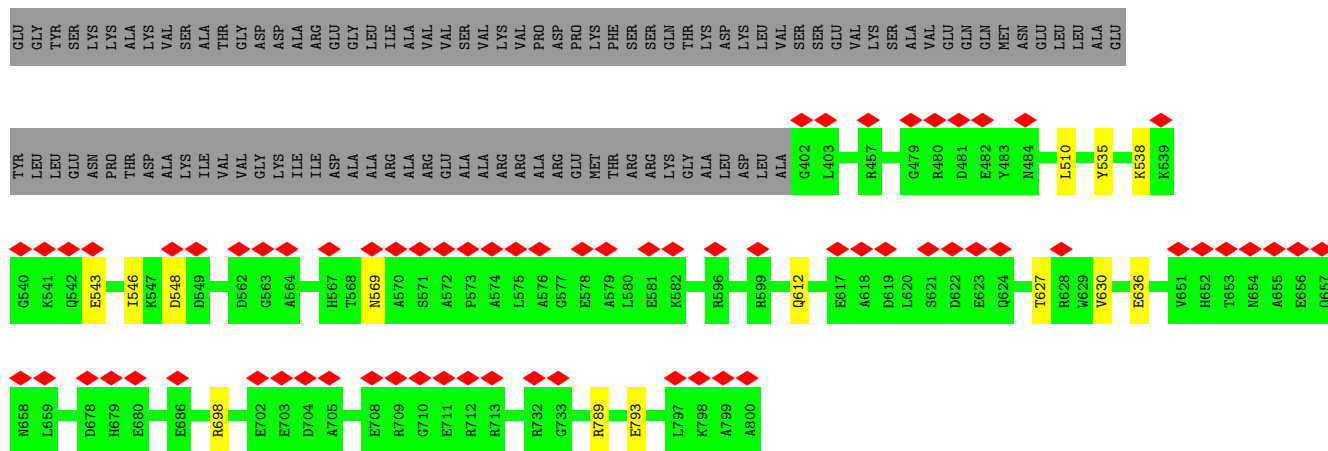 GLU GLY TYR SER LYS LYS ALA LYS VAL SER ALA THR GLY ASP ASP ALA ARG GLU GLY LEU ILE ALA VAL VAL SER VAL LYS VAL PRO ASP PRO LYS PHE SER SER GLN THR LYS ASP LYS LEU VAL SER SER GLU VAL LYS SER ALA VAL GLU GLN GLN MET ASN GLU LEU LEU ALA GLU
TYR LEU LEU GLU ASN PRO THR ASP ALA LYS ILE VAL VAL GLY LYS ILE ILE ASP ALA ALA ARG ALA ARG GLU ALA ALA ARG ARG ALA ARG GLU MET THR ARG ARG LYS GLY ALA LEU ASP LEU ALA G402 L403 R457 G479 R480 D481 E482 Y483 N484 L510 Y535 K538 K539
G540 K541 Q542 E543 I546 K547 D548 D549 D562 G563 A564 H567 T568 N569 A570 S571 A572 P573 A574 L575 A576 G577 E578 A579 L580 E581 K582 R596 R599 Q612 E617 A618 D619 L620 S621 D622 E623 Q624 T627 R628 W629 V630 E636 V651 H652 T653 N654 A655 E656 Q657
N658 L659 D678 H679 E680 E686 R698 E702 E703 D704 A705 E708 R709 G710 E711 R712 R713 R732 G733 R789 E793 L797 K798 A799 A800